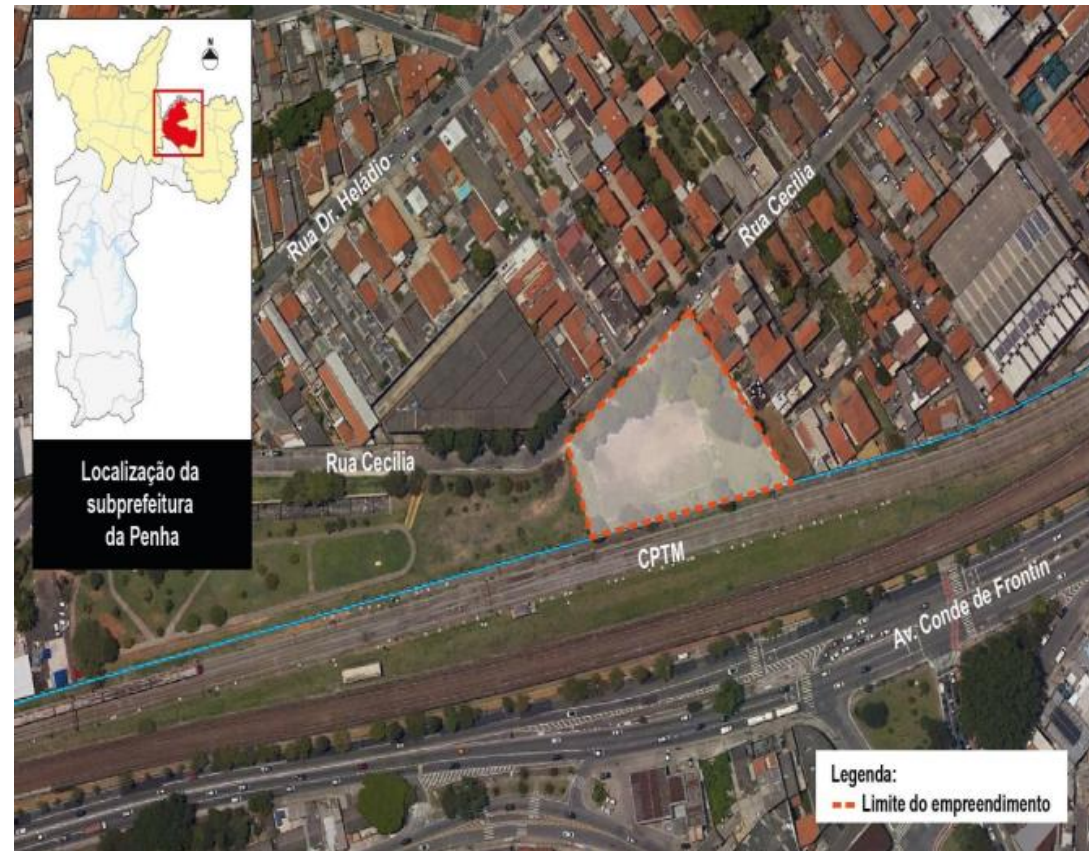 N
Localização da
subprefeitura
da Penha
Rua Dr. Heládio
Rua Cecília
Rua Cecília
CPTM
Av. Conde de Frontin
Legenda:
Limite do empreendimento